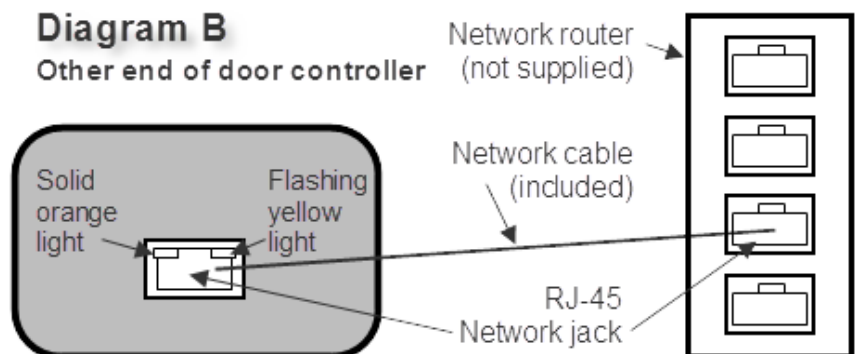 Diagram B
Other end of door controller
Network router
(not supplied)
Network cable
(included)
Solid
orange
light
Flashing
yellow
light
RJ-45
Network jack